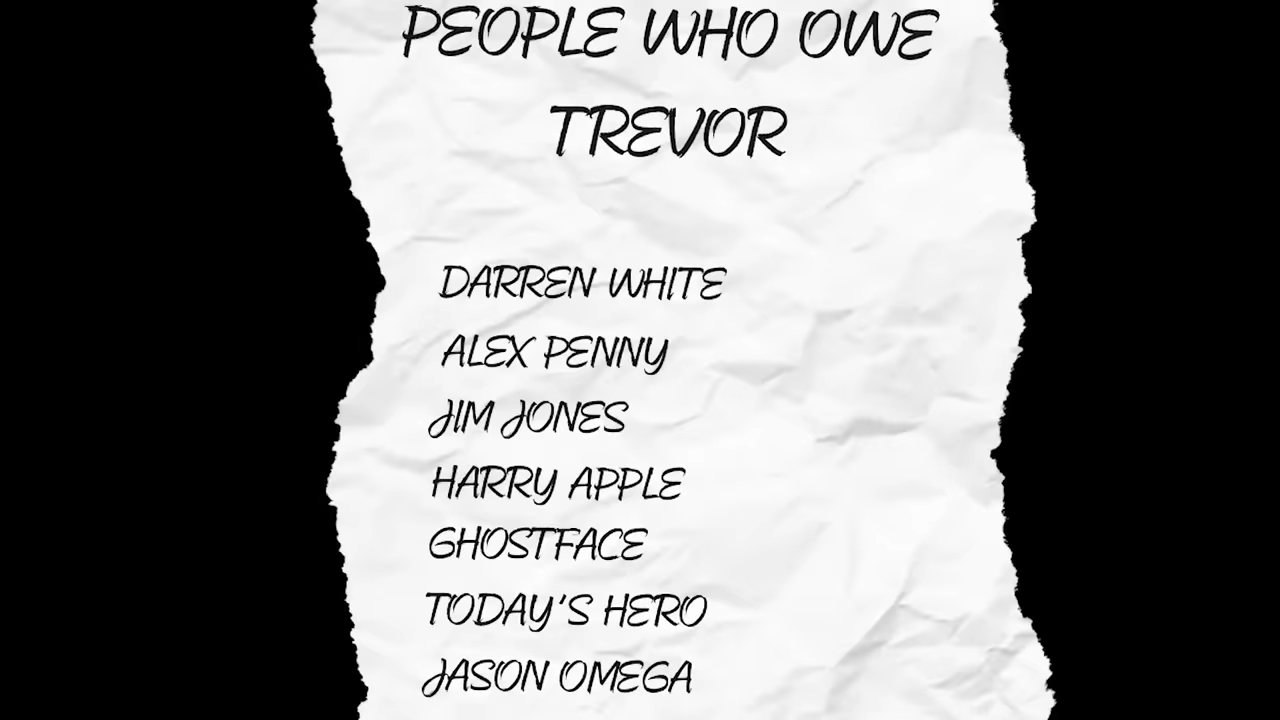 PEOPLE WHO OWE
TREVOR
DARREN WHITE
ALEX PENNY
JIM JONES
HARRY APPLE
GHOSTFACE
TODAY'S HERO
JASON OMEGA